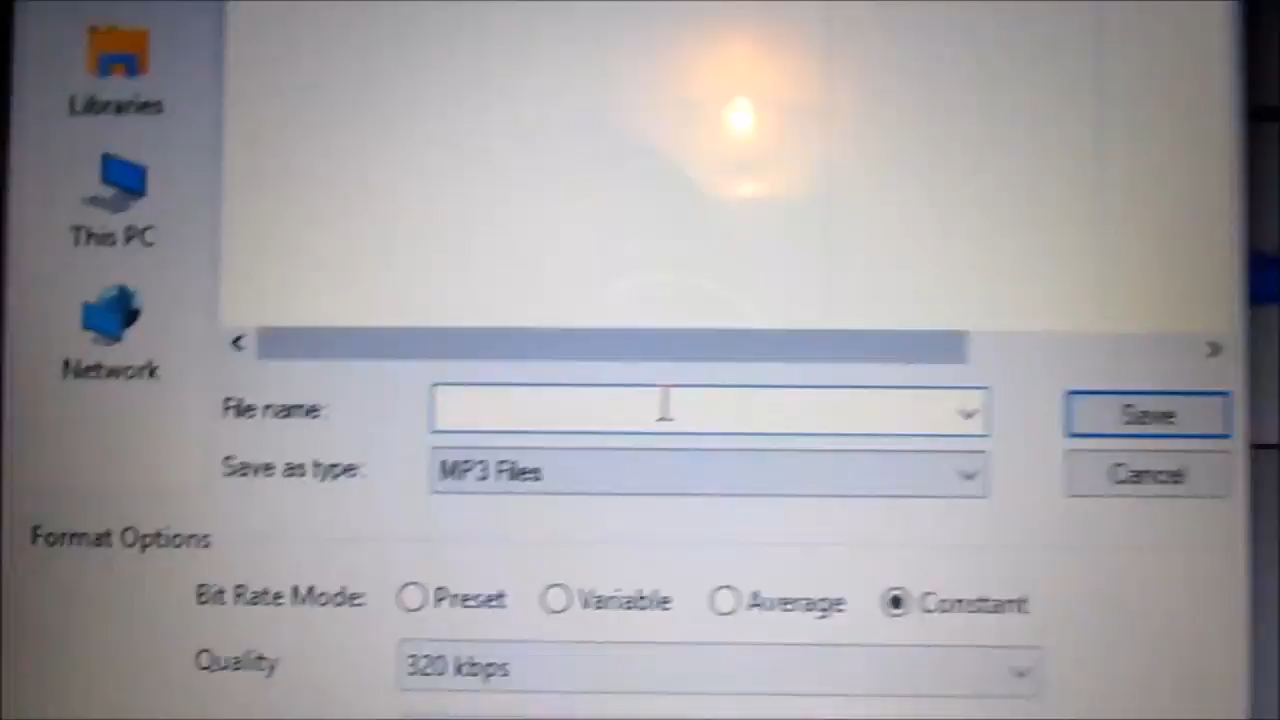 Libraries
This PC
Network
File name:
Save
Save as type:
MP3 Files
Cancel
Format Options
Bit Rate Mode:
Preset
Variable
Average
Constant
Quality
320 kbps